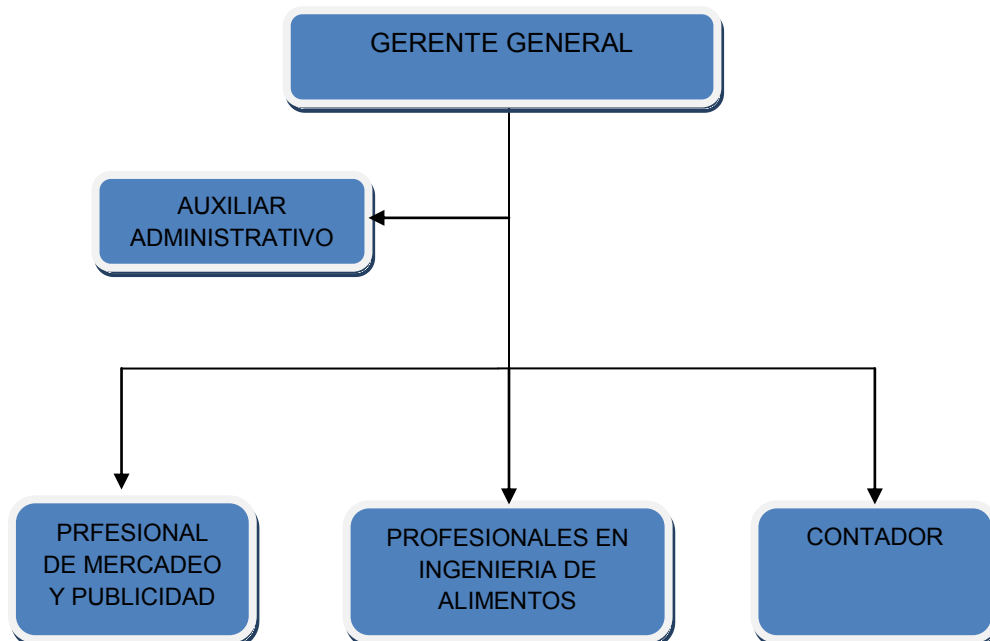 GERENTE GENERAL
AUXILIAR
ADMINISTRATIVO
PRFESIONAL
DE MERCADEO
Y PUBLICIDAD
PROFESIONALES EN
INGENIERIA DE
ALIMENTOS
CONTADOR